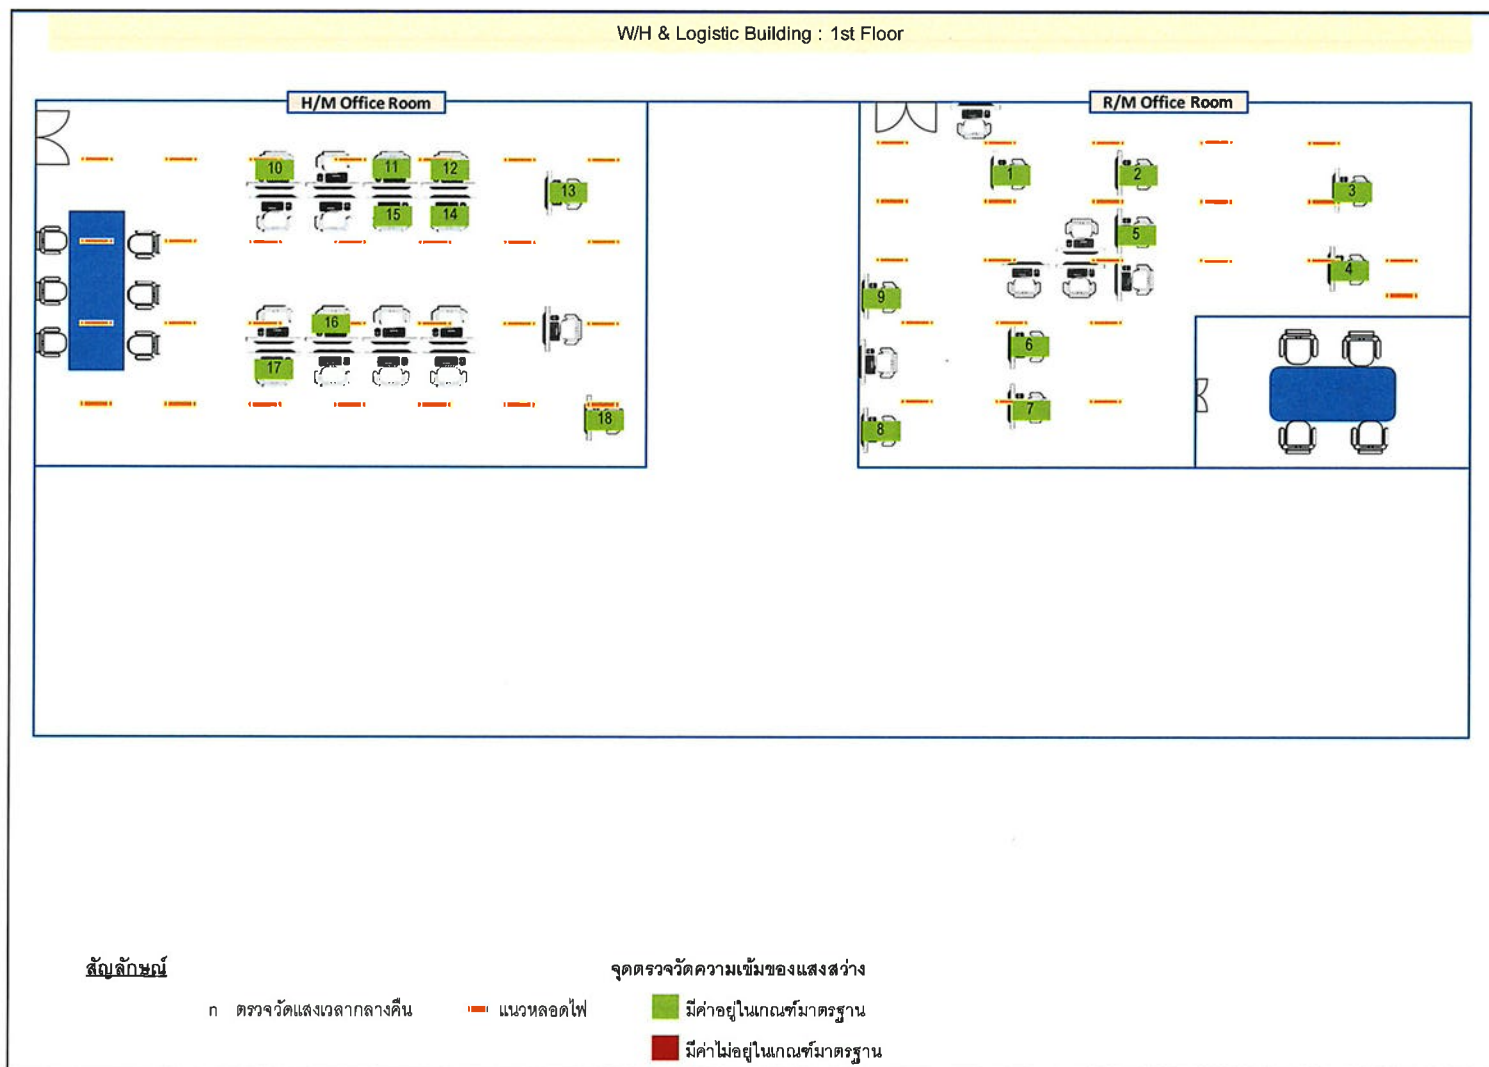 W/H & Logistic Building : 1st Floor
H/M Office Room
R/M Office Room
10
11
12
13
15
14
16
17
18
1
2
3
5
4
9
6
7
8
สัญลักษณ์
จุดตรวจวัดความเข้มของแสงสว่าง
ก ตรวจวัดแสงเวลากลางคืน
แนวหลอดไฟ
มีค่าอยู่ในเกณฑ์มาตรฐาน
มีค่าไม่อยู่ในเกณฑ์มาตรฐาน